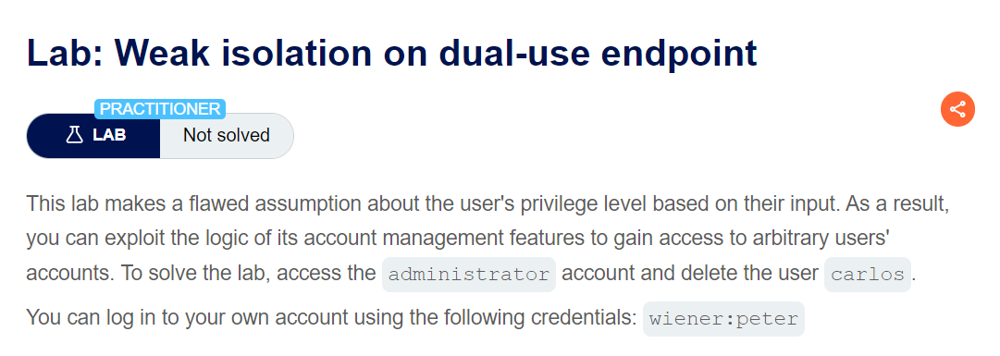 Lab: Weak isolation on dual-use endpoint
PRACTITIONER
LAB Not solved
This lab makes a flawed assumption about the user's privilege level based on their input. As a result,
you can exploit the logic of its account management features to gain access to arbitrary users'
accounts. To solve the lab, access the administrator account and delete the user carlos.
You can log in to your own account using the following credentials: wiener:peter